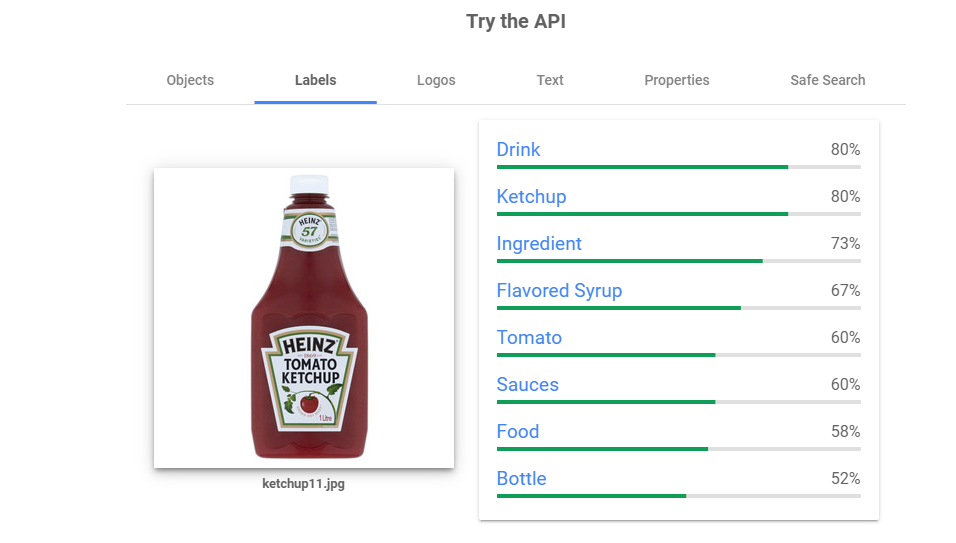 Try the API
Objects Labels Logos Text Properties Safe Search
Drink 80%
Ketchup 80%
Ingredient 73%
Flavored Syrup 67%
Tomato 60%
Sauces 60%
Food 58%
Bottle 52%
HEINZ
57
VARIETIES
HEINZ
TOMATO
KETCHUP
1 Litre
ketchup11.jpg